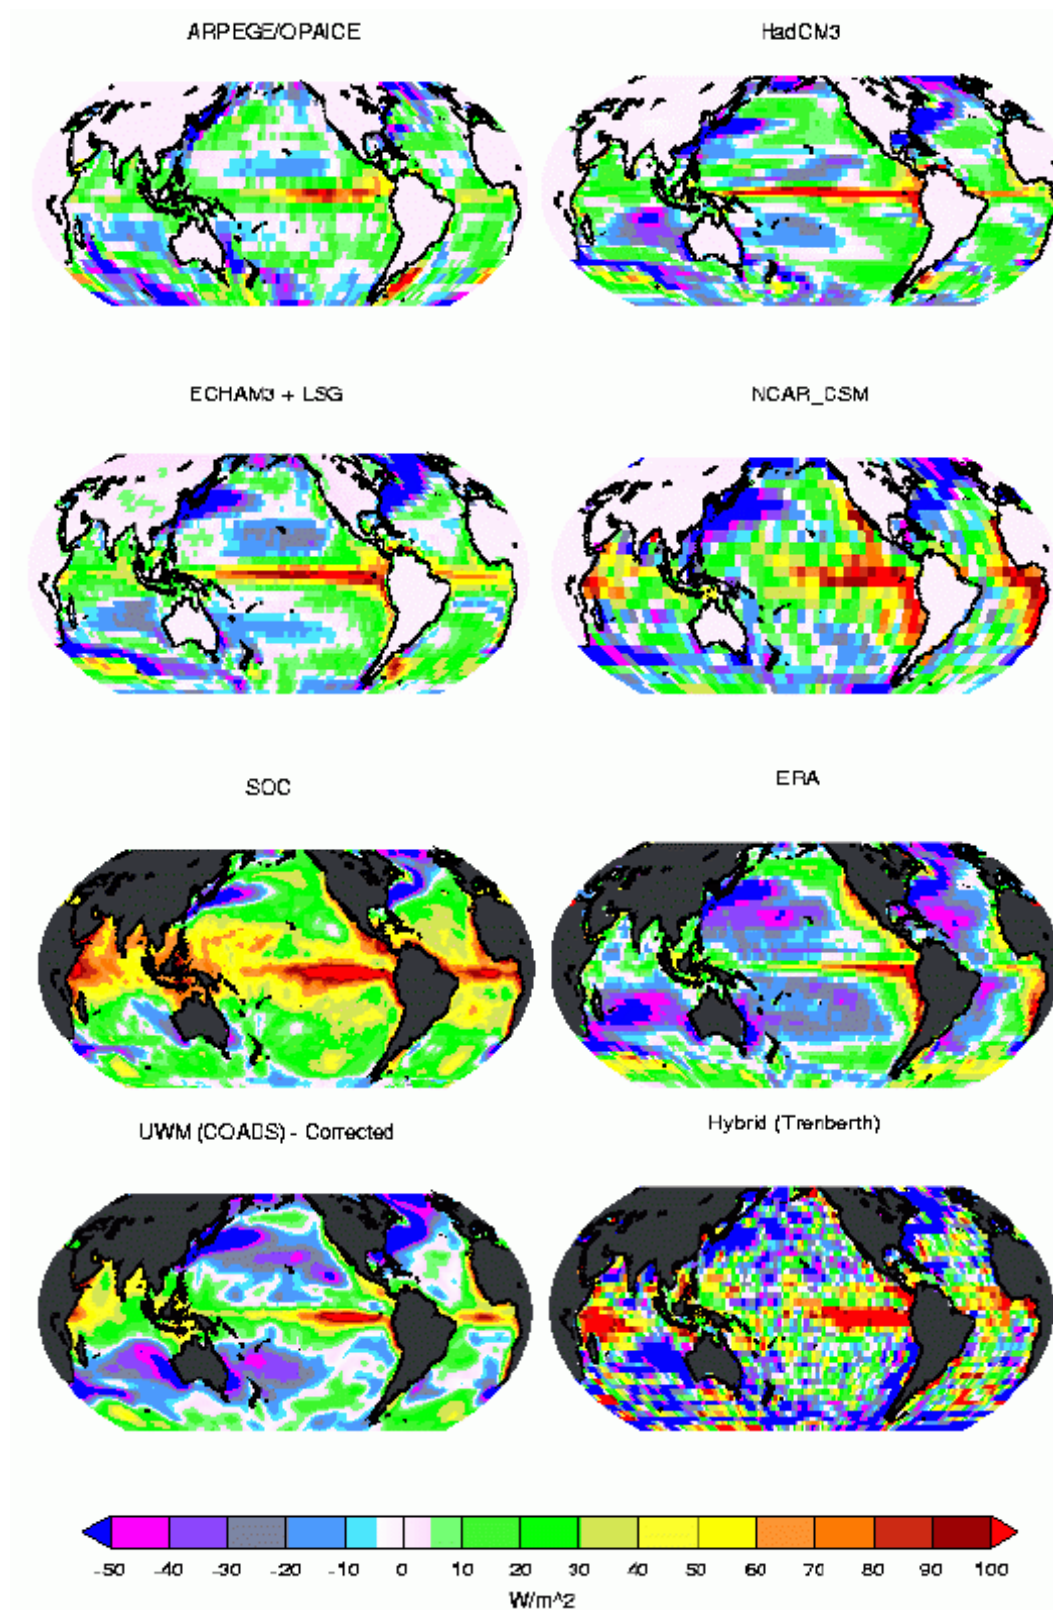 ARPEGE/OPAICE
HadCM3
ECHAM3 + LSG
NCAR_CSM
SOC
ERA
UWM (COADS) - Corrected
Hybrid (Trenberth)
-50 -40 -30 -20 -10 0 10 20 30 40 50 60 70 80 90 100
W/m^2